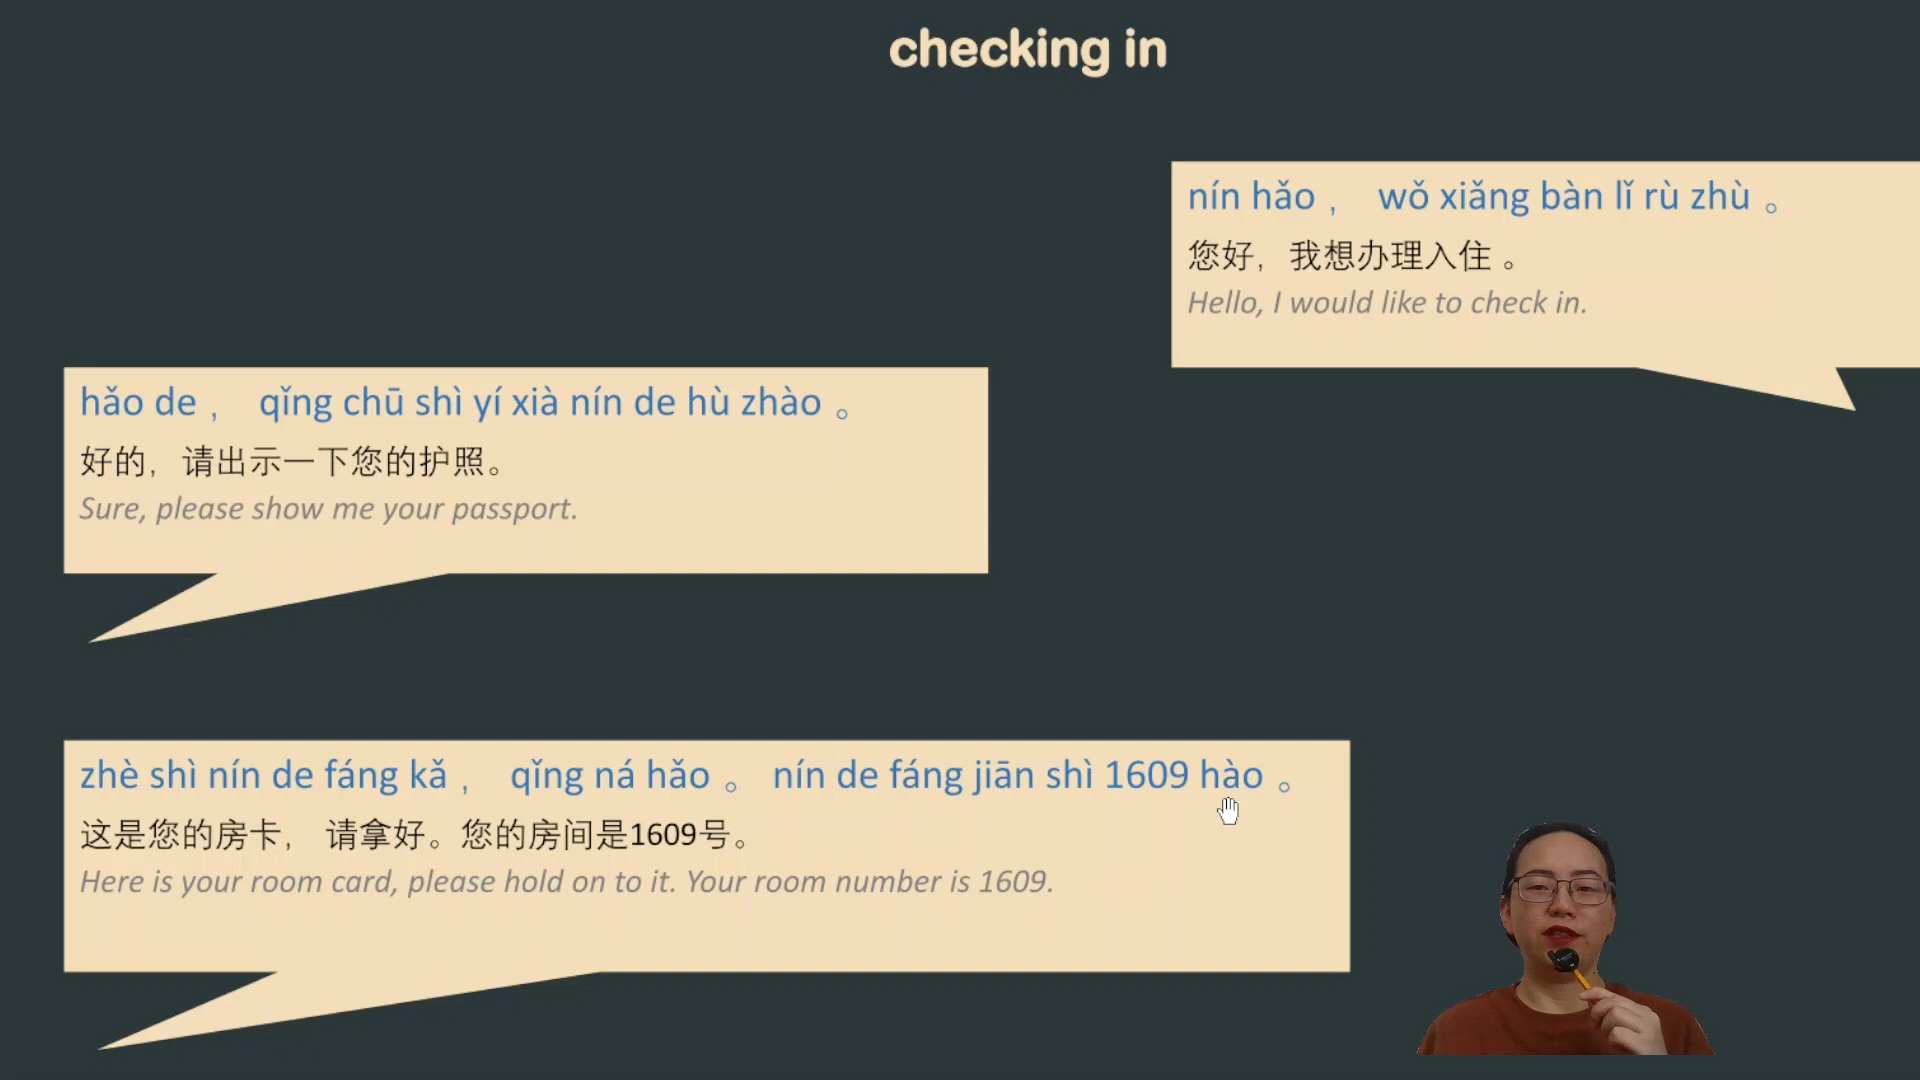 checking in
nín hǎo， wǒ xiǎng bàn lǐ rù zhù 。
您好，我想办理入住 。
Hello, I would like to check in.
hǎo de， qǐng chū shì yí xià nín de hù zhào 。
好的，请出示一下您的护照。
Sure, please show me your passport.
zhè shì nín de fáng kǎ， qǐng ná hǎo 。 nín de fáng jiān shì 1609 hào 。
这是您的房卡， 请拿好。您的房间是1609号。
Here is your room card, please hold on to it. Your room number is 1609.